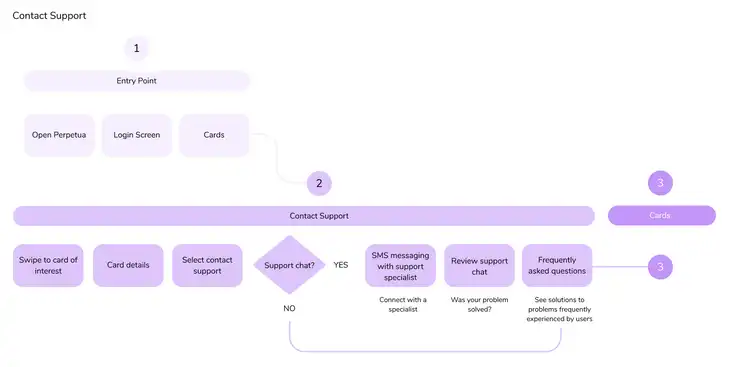 Contact Support
1
Entry Point
Open Perpetua
Login Screen
Cards
2
3
Contact Support
Cards
Swipe to card of
interest
Card details
Select contact
support
Support chat?
YES
SMS messaging
with support
specialist
Review support
chat
Frequently
asked questions
3
NO
Connect with a
specialist
Was your problem
solved?
See solutions to
problems frequently
experienced by users